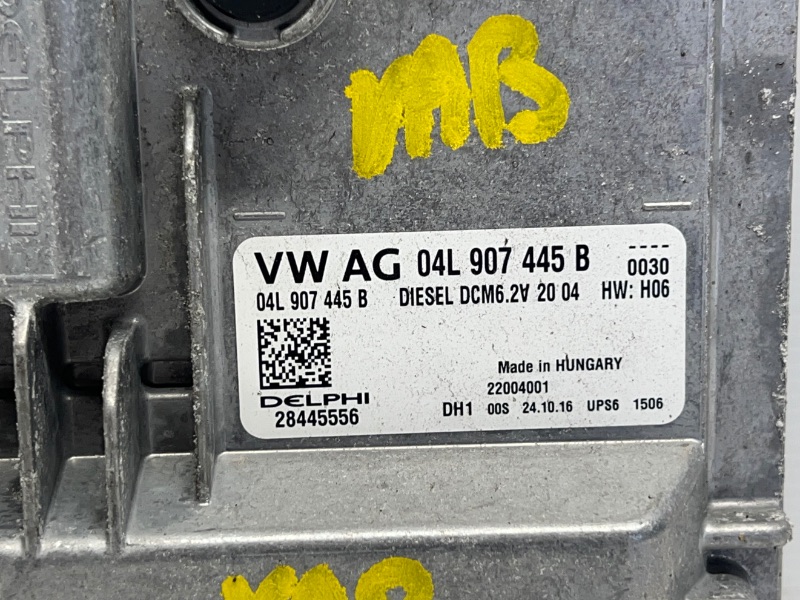 DELPHI
MB
VW AG 04L 907 445 B ----
0030
04L 907 445 B DIESEL DCM6.2V 20 04 HW: H06
Made in HUNGARY
22004001
DELPHI
28445556
DH1 00S 24.10.16 UPS6 1506